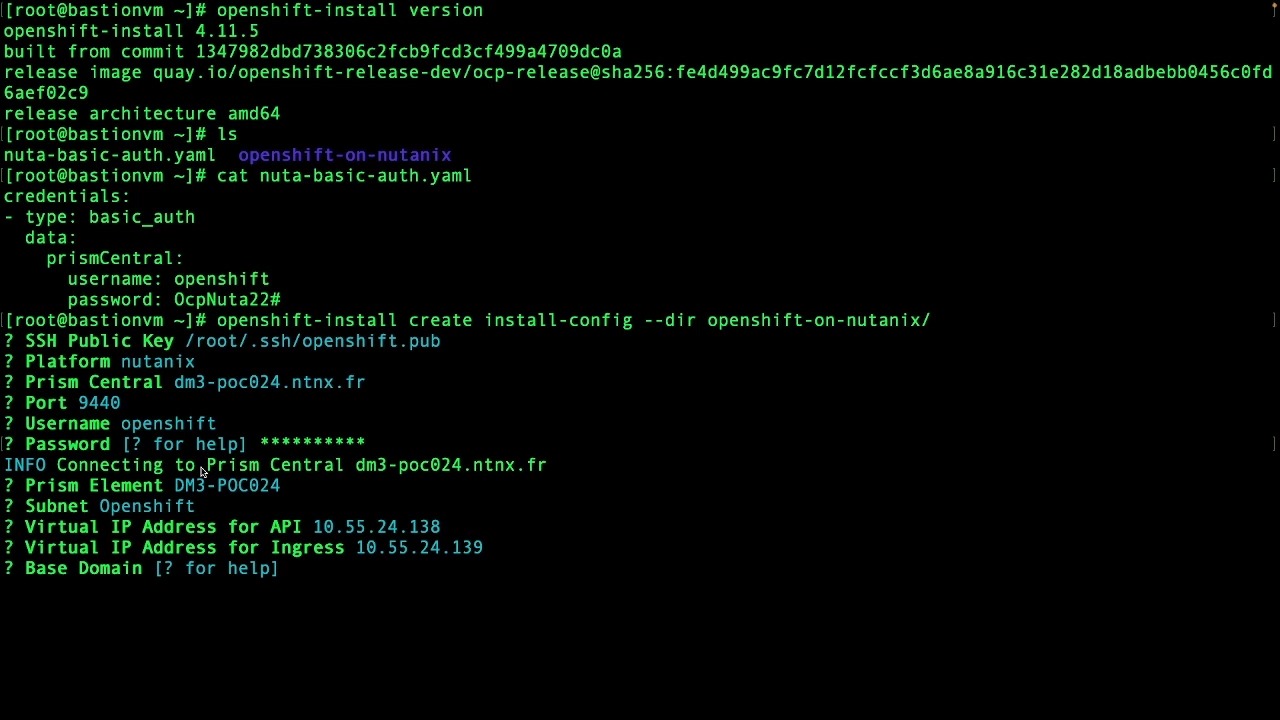 [root@bastionvm ~]# openshift-install version
openshift-install 4.11.5
built from commit 1347982dbd738306c2fcb9fcd3cf499a4709dc0a
release image quay.io/openshift-release-dev/ocp-release@sha256:fe4d499ac9fc7d12fcfccf3d6ae8a916c31e282d18adbebb0456c0fd
6aef02c9
release architecture amd64
[root@bastionvm ~]# ls
nuta-basic-auth.yaml  openshift-on-nutanix
[root@bastionvm ~]# cat nuta-basic-auth.yaml
credentials:
- type: basic_auth
  data:
    prismCentral:
      username: openshift
      password: OcpNuta22#
[root@bastionvm ~]# openshift-install create install-config --dir openshift-on-nutanix/
? SSH Public Key /root/.ssh/openshift.pub
? Platform nutanix
? Prism Central dm3-poc024.ntnx.fr
? Port 9440
? Username openshift
? Password [? for help] **********
INFO Connecting to Prism Central dm3-poc024.ntnx.fr
? Prism Element DM3-POC024
? Subnet Openshift
? Virtual IP Address for API 10.55.24.138
? Virtual IP Address for Ingress 10.55.24.139
? Base Domain [? for help]